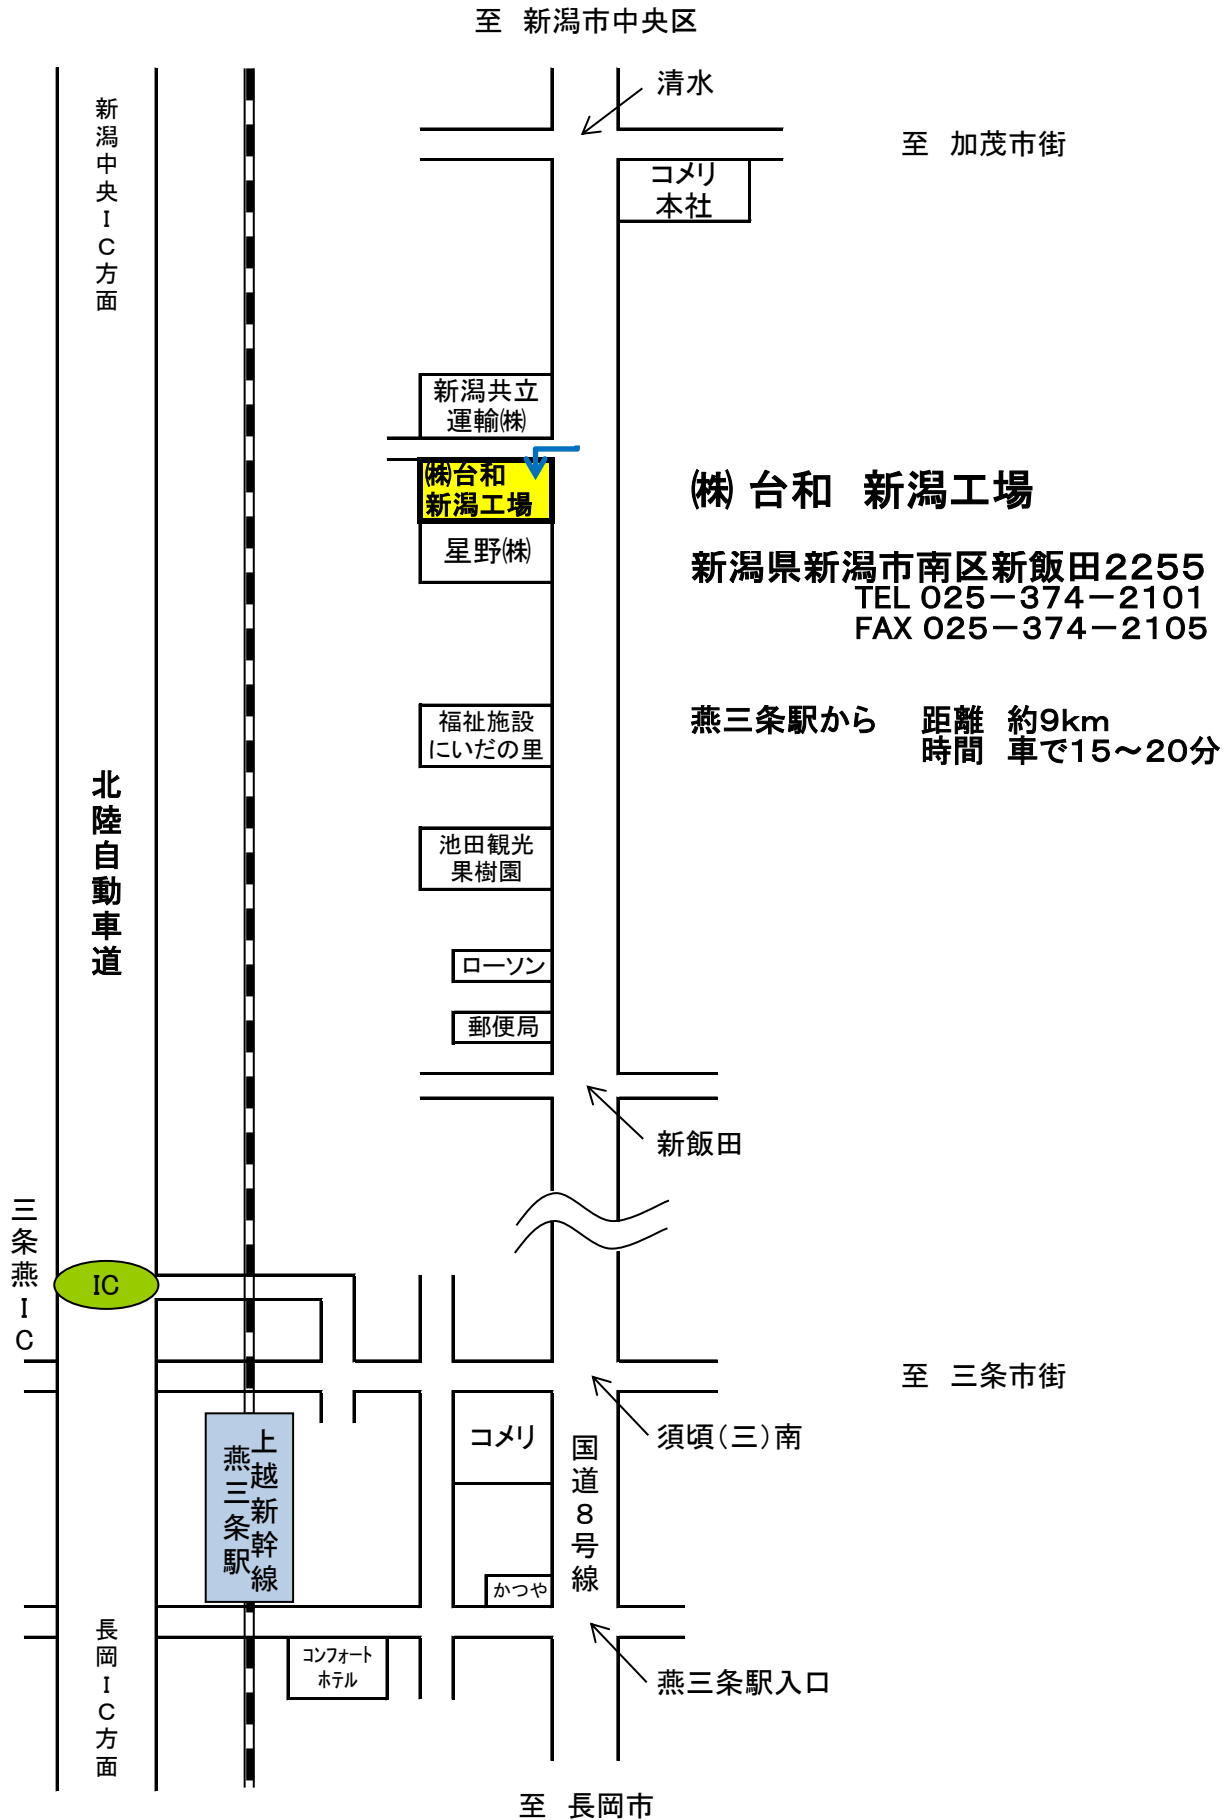 至　新潟市中央区
清水
新潟中央IC方面
至　加茂市街
コメリ
本社
新潟共立
運輸㈱
㈱台和
新潟工場
星野㈱
㈱ 台和　新潟工場
新潟県新潟市南区新飯田2255
TEL 025－374－2101
FAX 025－374－2105
福祉施設
にいだの里
燕三条駅から　距離　約9km
時間　車で15～20分
北陸自動車道
池田観光
果樹園
ローソン
郵便局
新飯田
三条燕IC
IC
至　三条市街
須頃(三)南
コメリ
国道8号線
上越新幹線
燕三条駅
かつや
長岡IC方面
コンフォート
ホテル
燕三条駅入口
至　長岡市